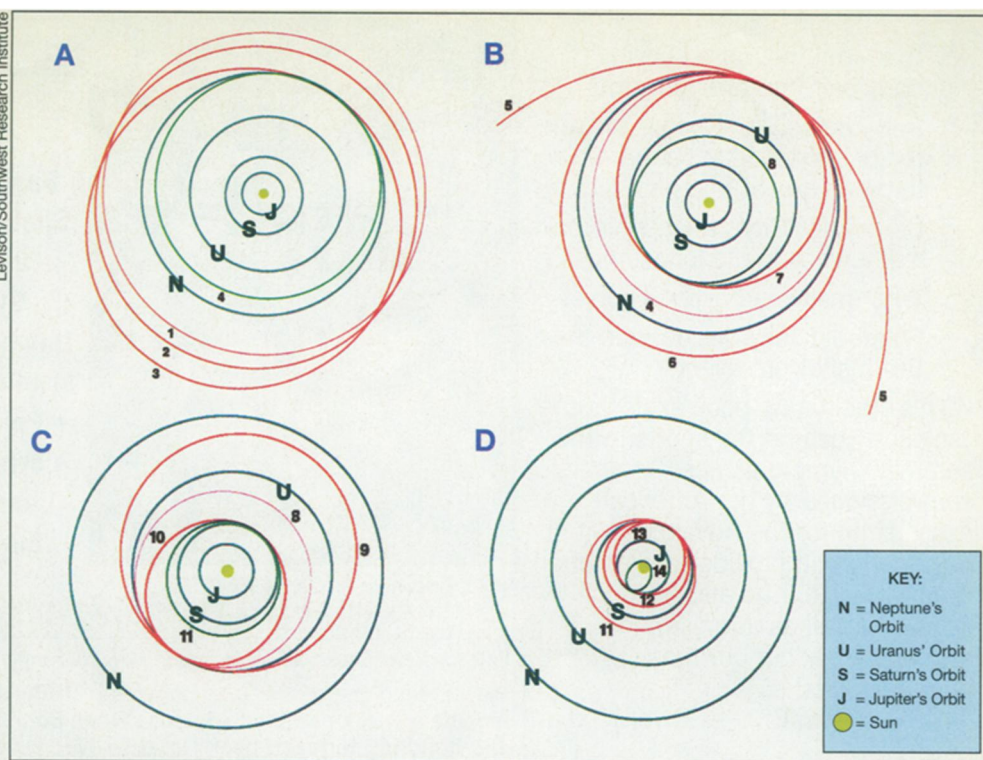 Levison/Southwest Research Institute
A
J
S
U
N
4
1
2
3
B
5
U
8
J
S
7
N
4
6
5
C
U
8
10
9
J
S
11
N
D
13
J
14
12
S
11
U
N
KEY:
N = Neptune's
Orbit
U = Uranus' Orbit
S = Saturn's Orbit
J = Jupiter's Orbit
= Sun